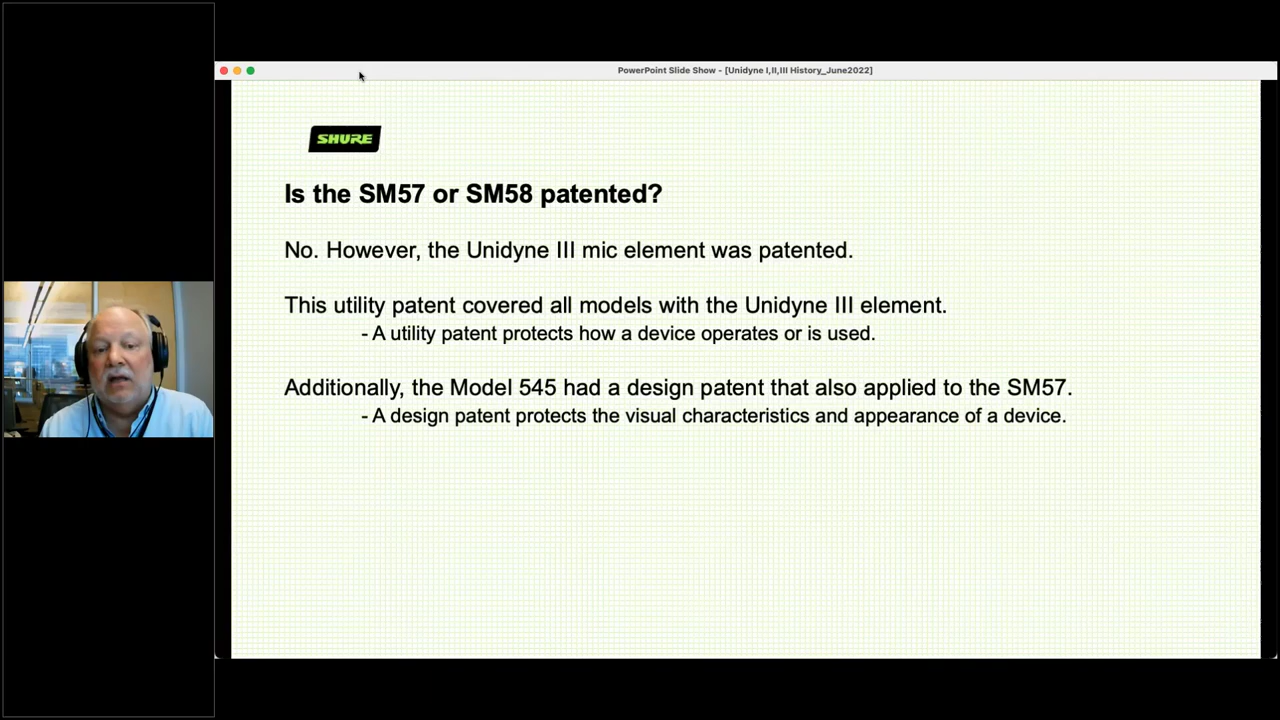 PowerPoint Slide Show - [Unidyne I,II,III History_June2022]
SHURE
Is the SM57 or SM58 patented?
No. However, the Unidyne III mic element was patented.
This utility patent covered all models with the Unidyne III element.
- A utility patent protects how a device operates or is used.
Additionally, the Model 545 had a design patent that also applied to the SM57.
- A design patent protects the visual characteristics and appearance of a device.